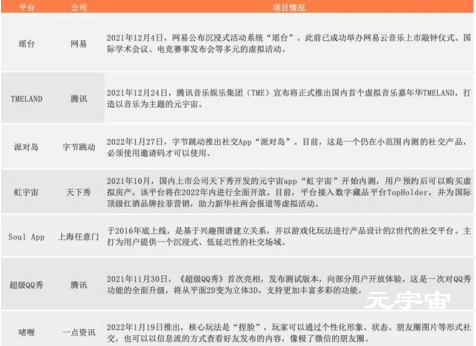 平台 公司 项目情况
瑶台 网易 2021年12月4日，网易公布沉浸式活动系统“瑶台”。此前已成功举办网易云音乐上市敲钟仪式、国际学术会议、电竞赛事发布会等多元的虚拟活动。
TMELAND 腾讯 2021年12月24日，腾讯音乐娱乐集团（TME）宣布将正式推出国内首个虚拟音乐嘉年华TMELAND，打造以音乐为主题的元宇宙。
派对岛 字节跳动 2022年1月27日，字节跳动推出社交App“派对岛”。目前，这是一个仍在小范围内测的社交产品，必须使用邀请码才可以使用。
虹宇宙 天下秀 2021年10月，国内上市公司天下秀开发的元宇宙app“虹宇宙”开始内测，用户预约后可以购买虚拟房产，该平台将在2022年内进行全面开放。目前，平台接入数字藏品平台TopHolder，并为国际顶级红酒品牌拉菲营销，助力新华社两会报道等虚拟活动。
Soul App 上海任意门 于2016年底上线，是基于兴趣图谱建立关系，并以游戏化玩法进行产品设计的Z世代的社交平台。主打为用户提供一个沉浸式、低延迟性的社交场域。
超级QQ秀 腾讯 2021年11月30日，《超级QQ秀》首次亮相，发布测试版本，向部分用户开放体验。这是一次对QQ秀功能的全面升级，将从平面2D变为立体3D，支持更加丰富多彩的功能。
元宇宙
啫喱 一点资讯 2022年1月19日推出，核心玩法是“捏脸”，玩家可以通过个性化形象、状态、朋友圈图片等形式社交，也可以以信息流的方式查看好友发布的内容，像极了微信的朋友圈。